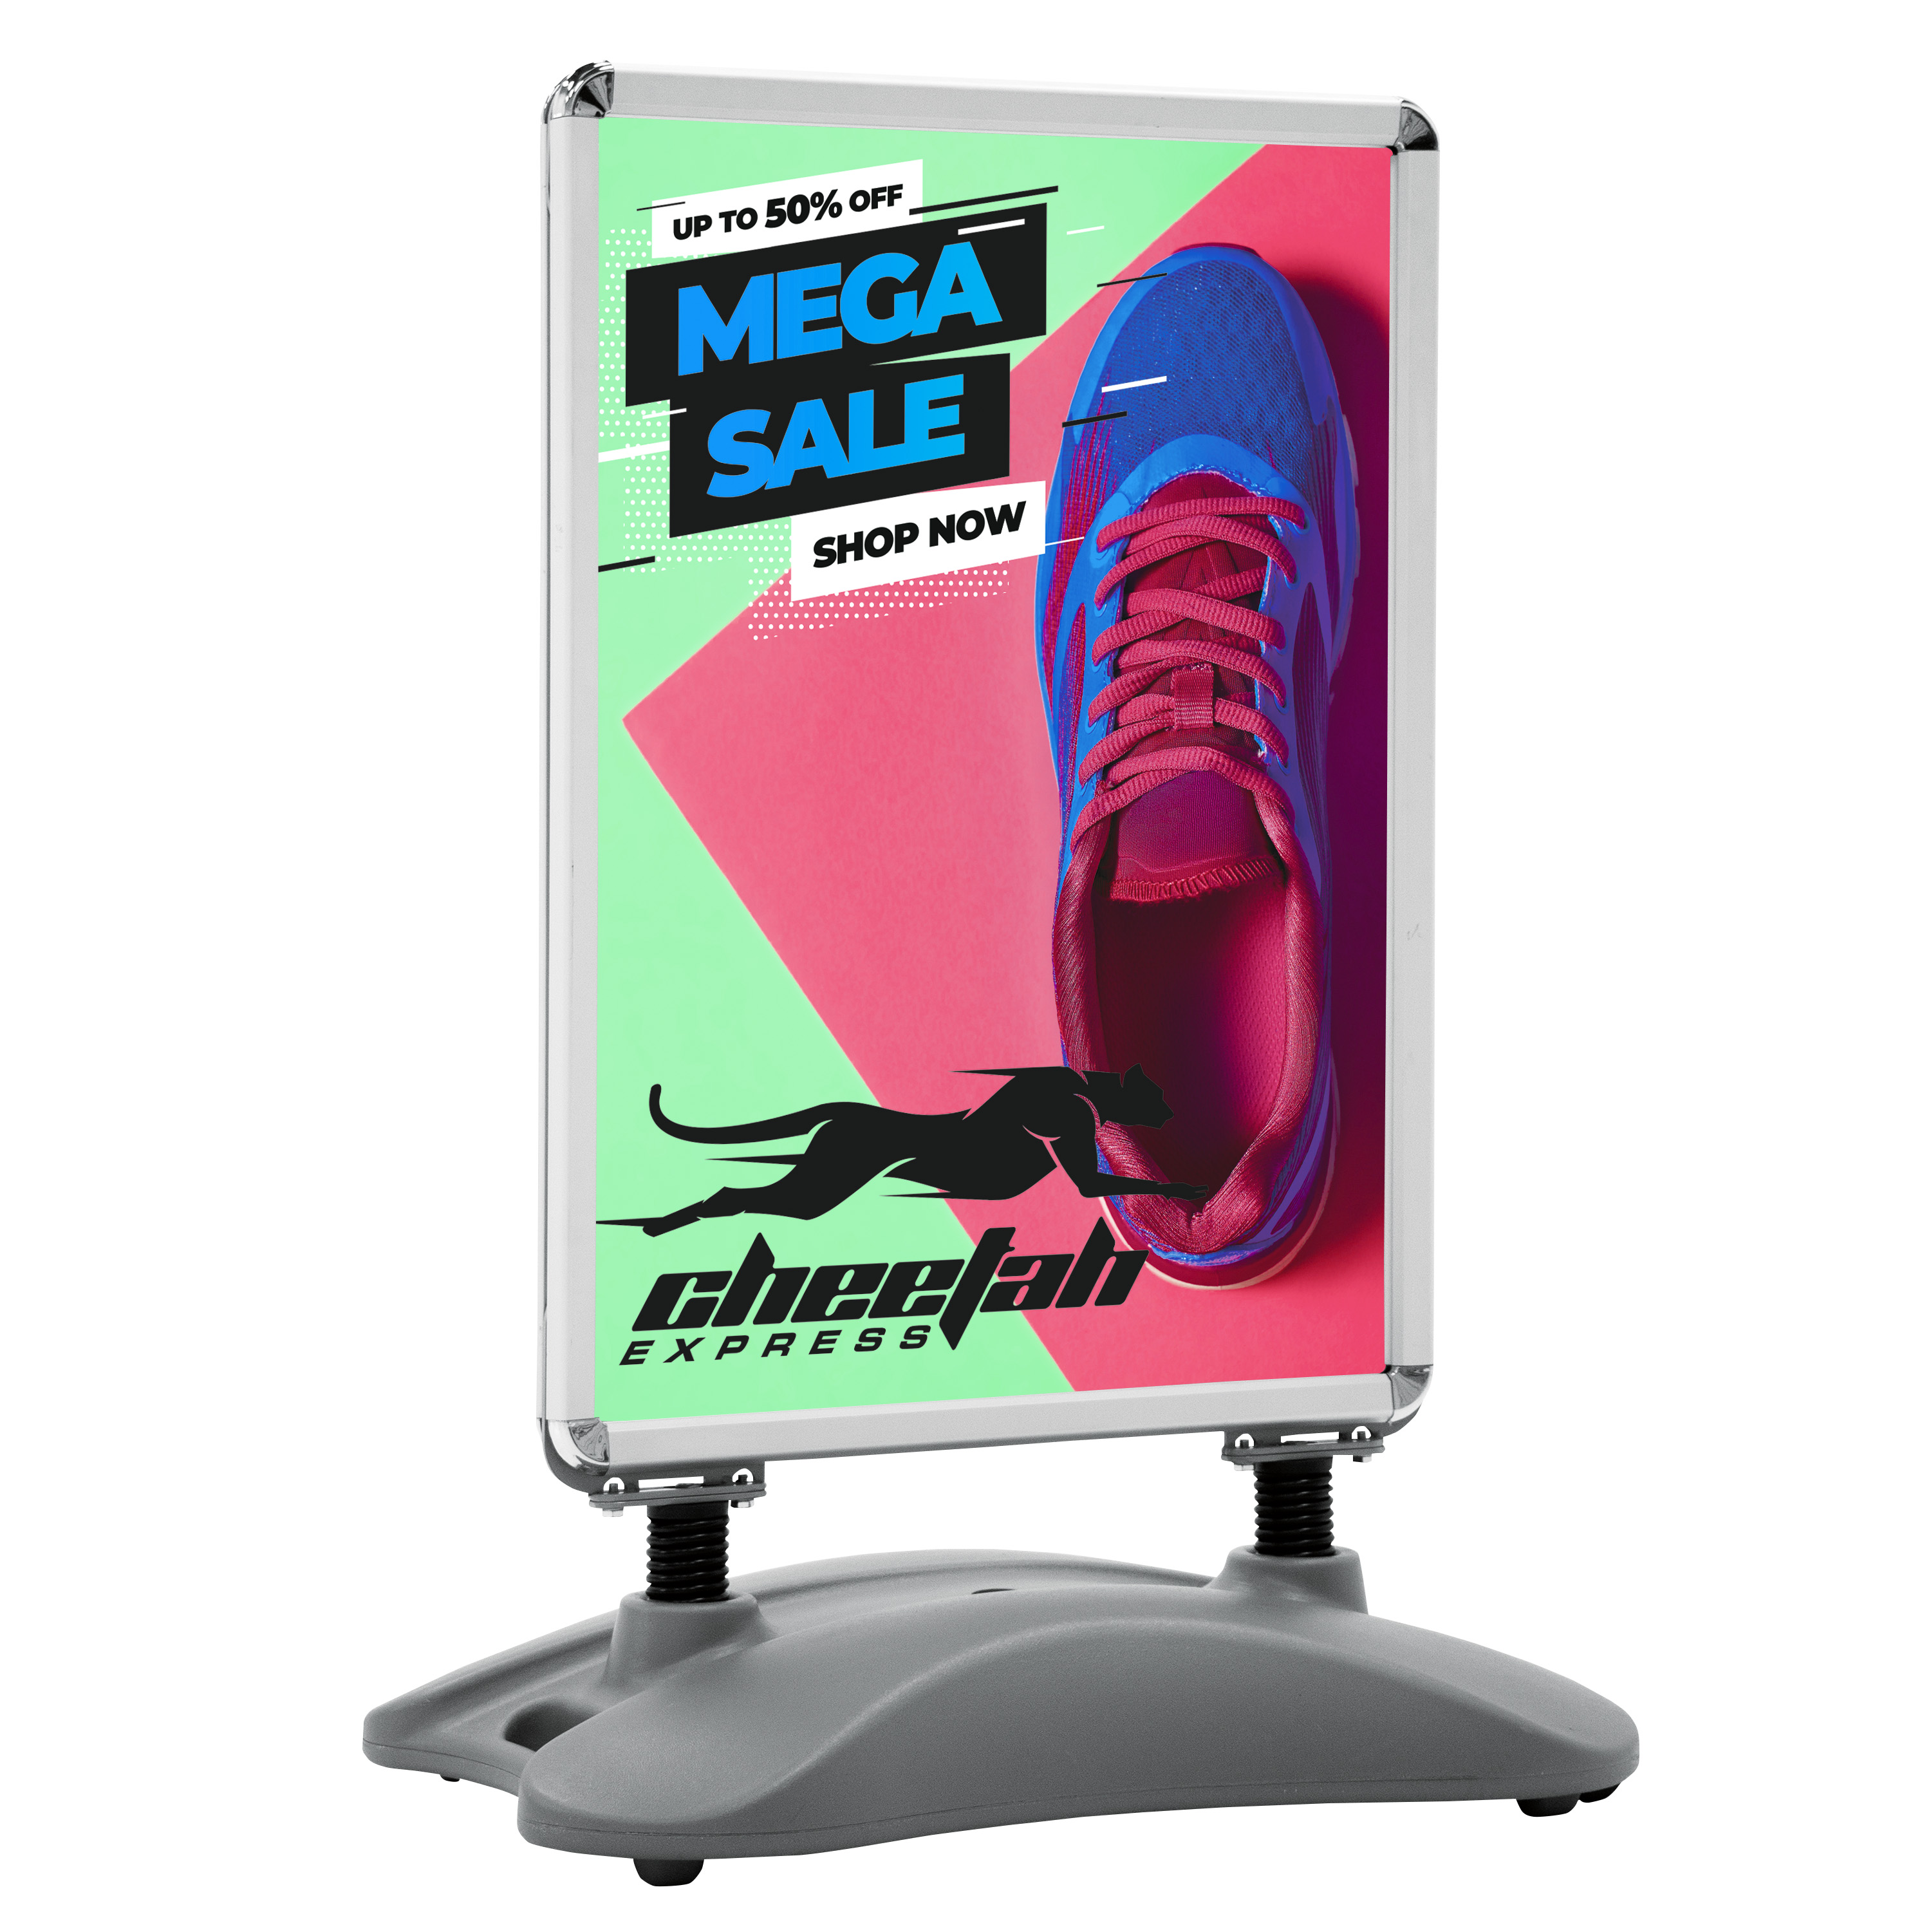 UP TO 50% OFF
MEGA
SALE
SHOP NOW
cheetah
EXPRESS